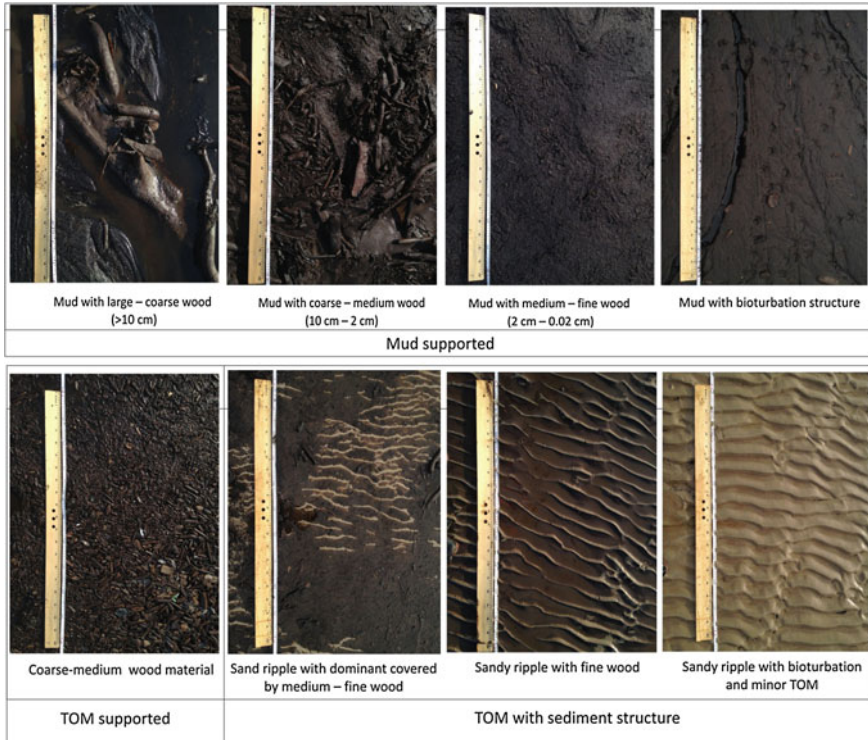 Mud with large – coarse wood
(>10 cm)
Mud with coarse – medium wood
(10 cm – 2 cm)
Mud with medium – fine wood
(2 cm – 0.02 cm)
Mud with bioturbation structure
Mud supported
Coarse-medium wood material
Sand ripple with dominant covered
by medium – fine wood
Sandy ripple with fine wood
Sandy ripple with bioturbation
and minor TOM
TOM supported
TOM with sediment structure